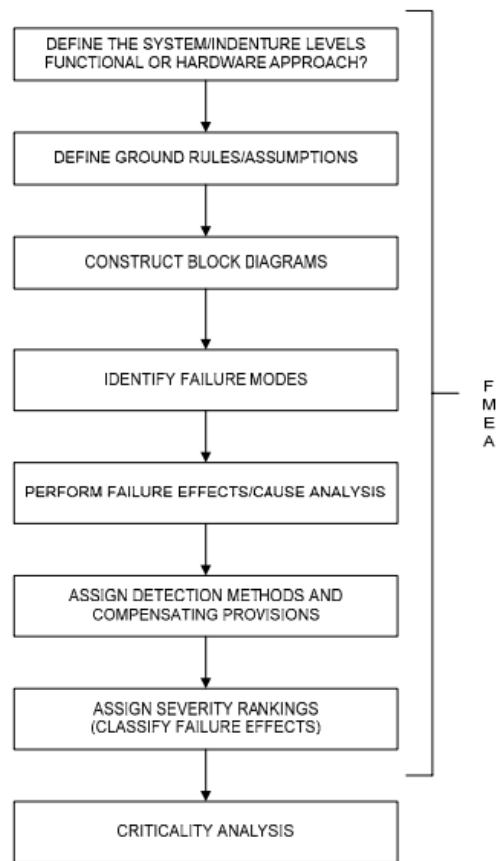 DEFINE THE SYSTEM/INDENTURE LEVELS
FUNCTIONAL OR HARDWARE APPROACH?
DEFINE GROUND RULES/ASSUMPTIONS
CONSTRUCT BLOCK DIAGRAMS
IDENTIFY FAILURE MODES
PERFORM FAILURE EFFECTS/CAUSE ANALYSIS
ASSIGN DETECTION METHODS AND
COMPENSATING PROVISIONS
ASSIGN SEVERITY RANKINGS
(CLASSIFY FAILURE EFFECTS)
CRITICALITY ANALYSIS
F
M
E
A